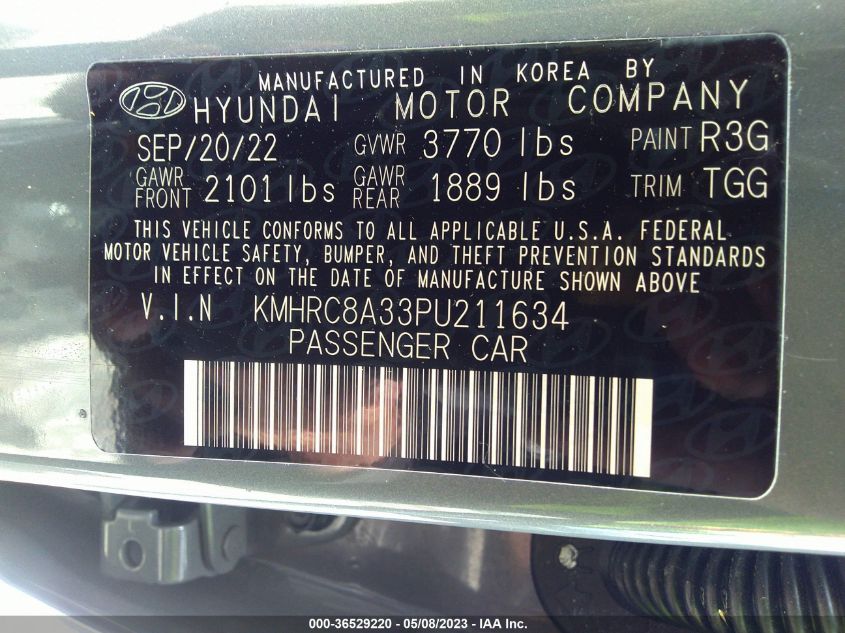 MANUFACTURED IN KOREA BY
HYUNDAI MOTOR COMPANY
SEP/20/22 GVWR 3770 lbs PAINT R3G
GAWR FRONT 2101 lbs GAWR REAR 1889 lbs TRIM TGG
THIS VEHICLE CONFORMS TO ALL APPLICABLE U.S.A. FEDERAL
MOTOR VEHICLE SAFETY, BUMPER, AND THEFT PREVENTION STANDARDS
IN EFFECT ON THE DATE OF MANUFACTURE SHOWN ABOVE
V.I.N KMHRC8A33PU211634
PASSENGER CAR
000-36529220 - 05/08/2023 - IAA Inc.